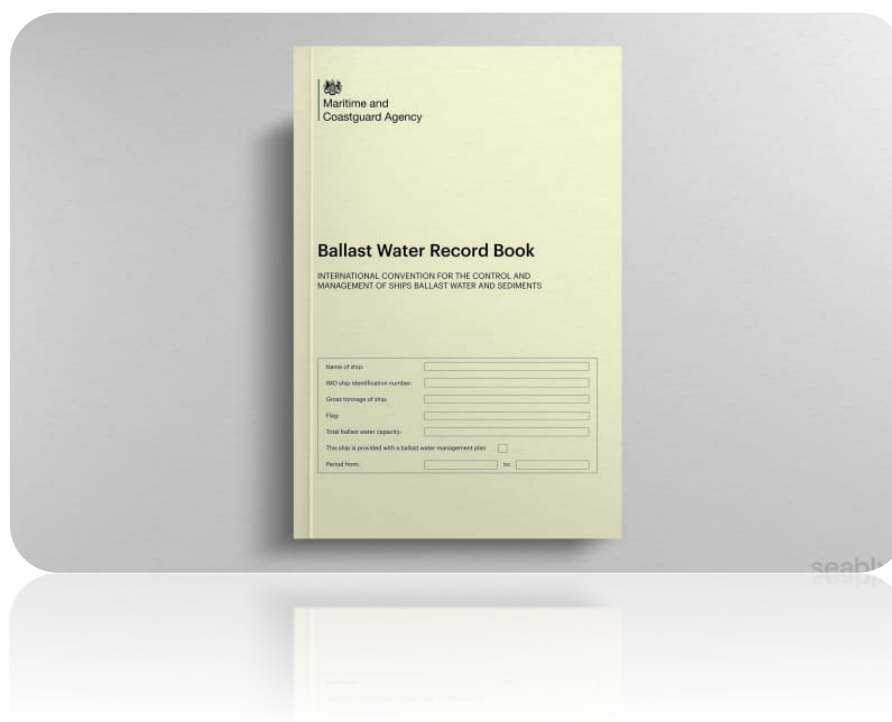 Maritime and
Coastguard Agency
Ballast Water Record Book
INTERNATIONAL CONVENTION FOR THE CONTROL AND
MANAGEMENT OF SHIPS BALLAST WATER AND SEDIMENTS
Name of ship:
IMO ship identification number:
Gross tonnage of ship:
Flag:
Total ballast water capacity:
This ship is provided with a ballast water management plan
Period from: to: